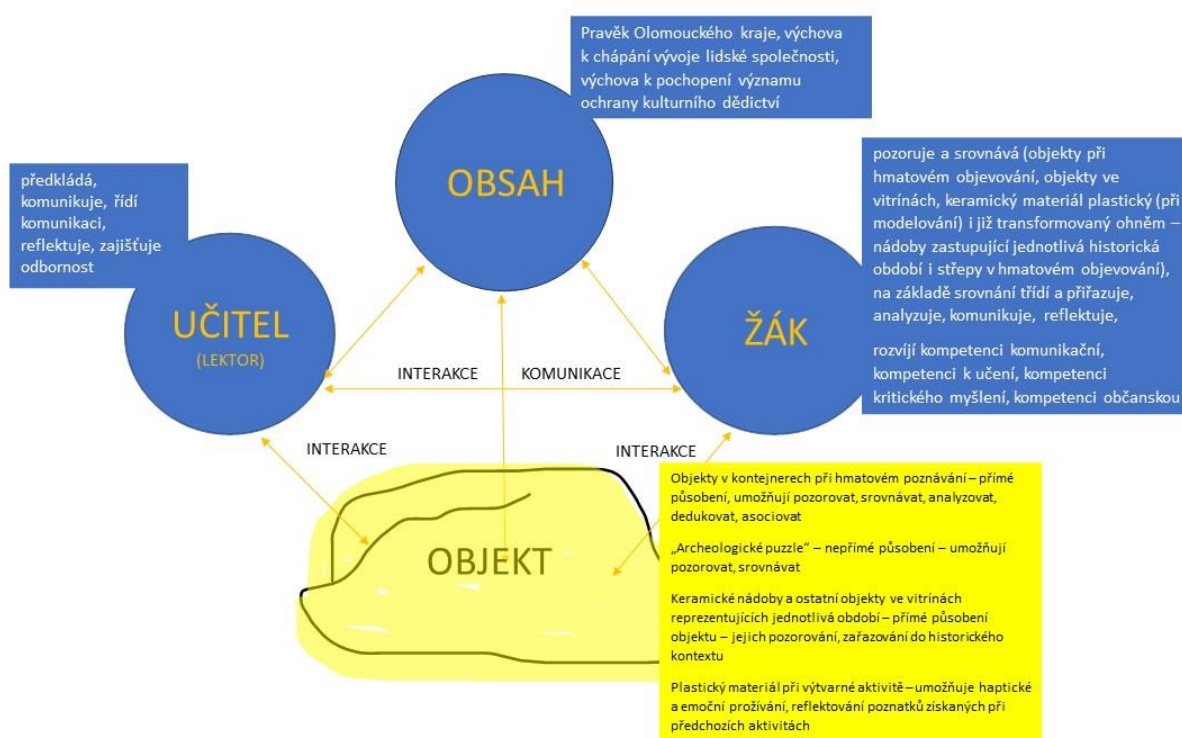 Pravěk Olomouckého kraje, výchova
k chápání vývoje lidské společnosti,
výchova k pochopení významu
ochrany kulturního dědictví
OBSAH
předkládá,
komunikuje, řídí
komunikaci,
reflektuje, zajišťuje
odbornost
UČITEL
(LEKTOR)
ŽÁK
pozoruje a srovnává (objekty při
hmatovém objevování, objekty ve
vitrínách, keramický materiál plastický (při
modelování) i již transformovaný ohněm –
nádoby zastupující jednotlivá historická
období i střepy v hmatovém objevování),
na základě srovnání třídí a přiřazuje,
analyzuje, komunikuje, reflektuje,
rozvíjí kompetenci komunikační,
kompetenci k učení, kompetenci
kritického myšlení, kompetenci občanskou
INTERAKCE KOMUNIKACE
INTERAKCE
INTERAKCE
OBJEKT
Objekty v kontejnerech při hmatovém poznávání – přímé
působení, umožňují pozorovat, srovnávat, analyzovat,
dedukovat, asociovat
„Archeologické puzzle“ – nepřímé působení – umožňují
pozorovat, srovnávat
Keramické nádoby a ostatní objekty ve vitrínách
reprezentujících jednotlivá období – přímé působení
objektu – jejich pozorování, zařazování do historického
kontextu
Plastický materiál při výtvarné aktivitě – umožňuje haptické
a emoční prožívání, reflektování poznatků získaných při
předchozích aktivitách